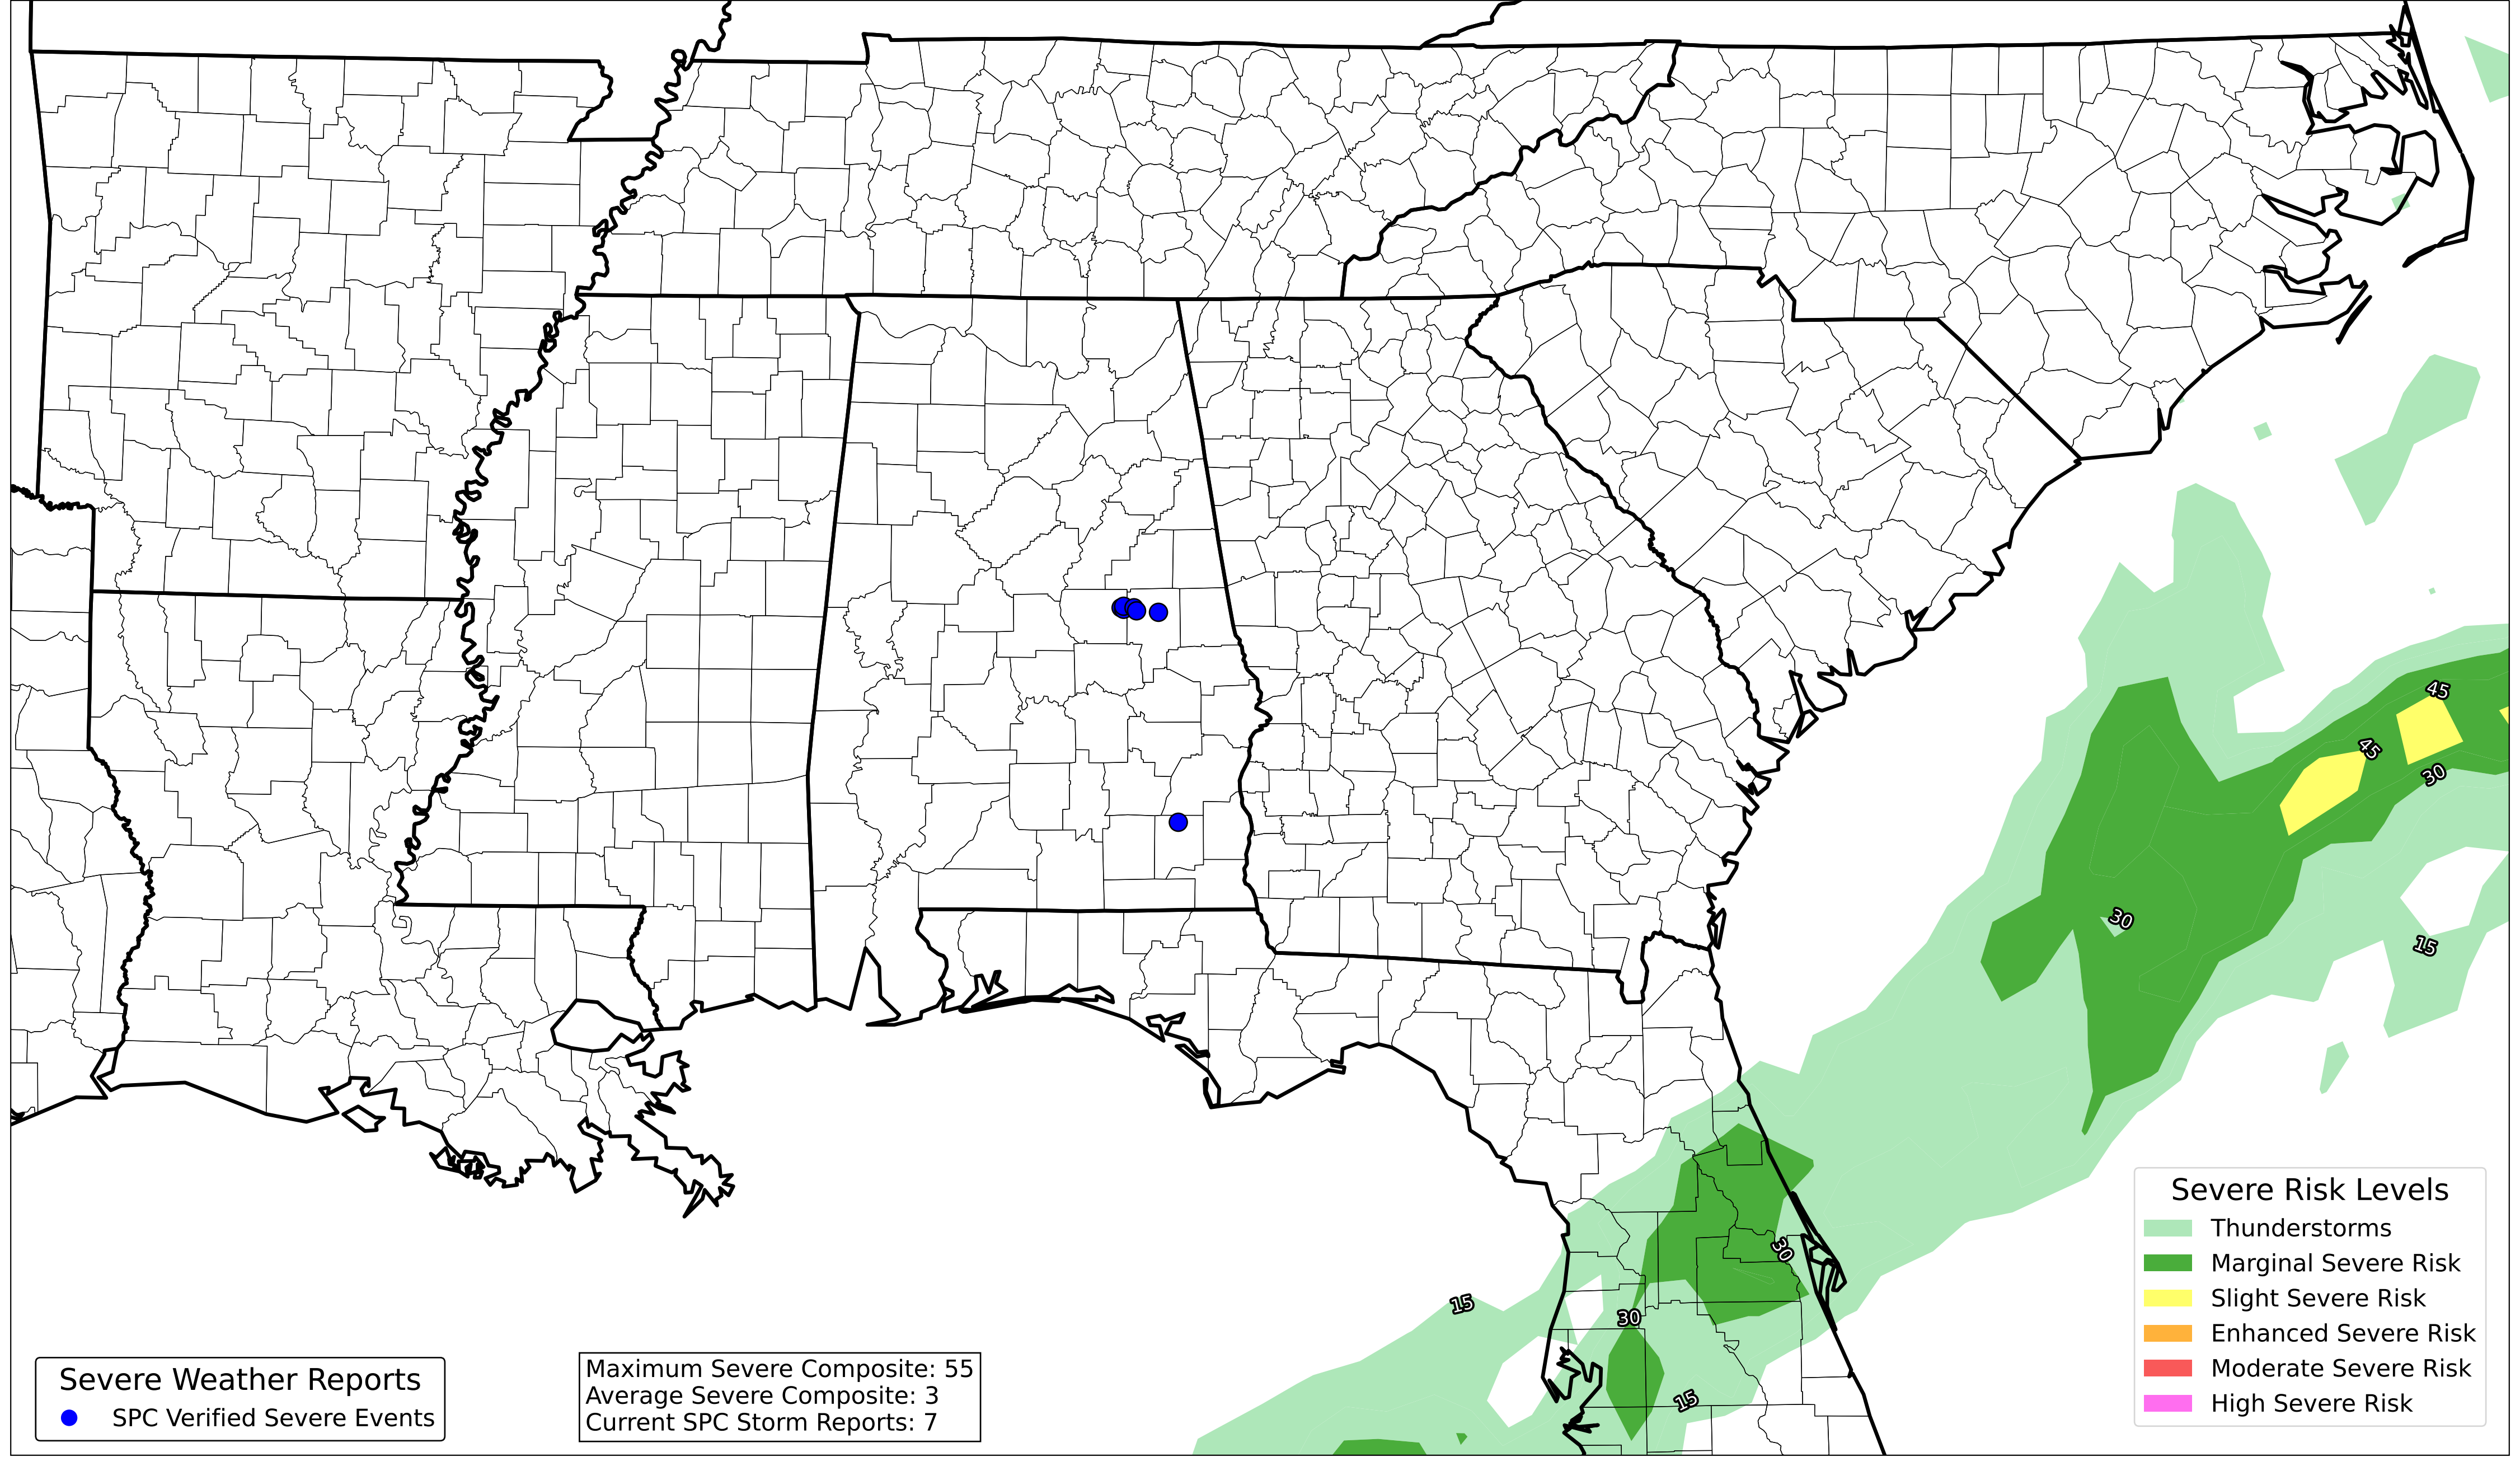 45
45
30
30
15
30
15
30
15
Severe Weather Reports
SPC Verified Severe Events
Maximum Severe Composite: 55
Average Severe Composite: 3
Current SPC Storm Reports: 7
Severe Risk Levels
Thunderstorms
Marginal Severe Risk
Slight Severe Risk
Enhanced Severe Risk
Moderate Severe Risk
High Severe Risk